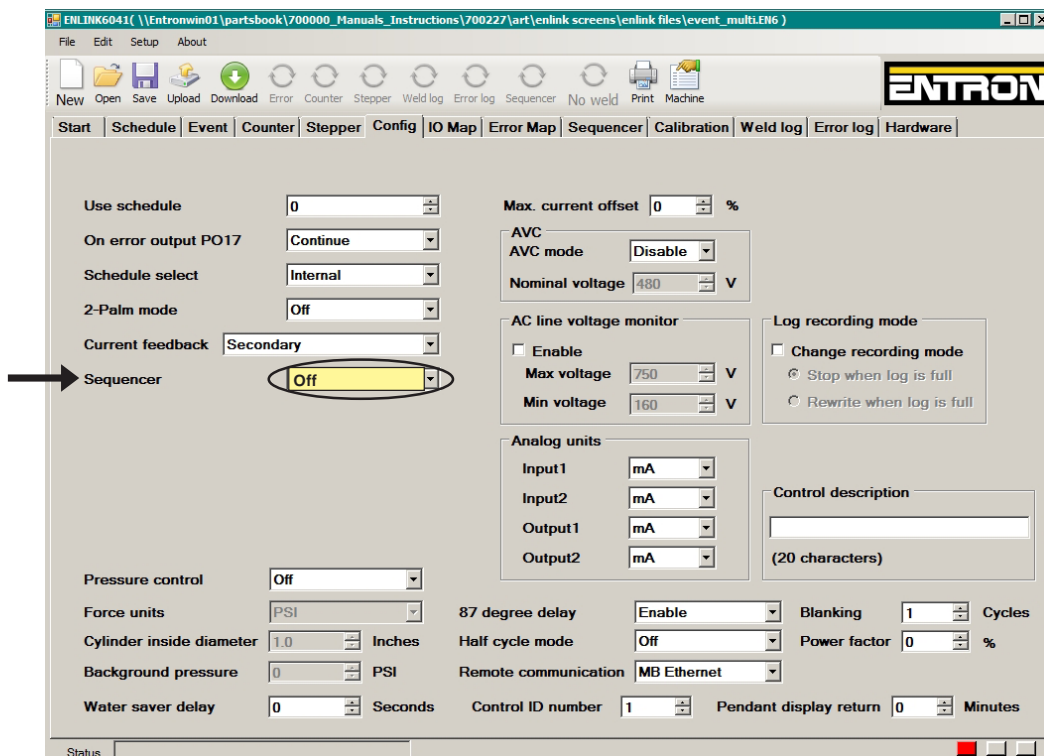 ENLINK6041( \\Entronwin01\partsbook\700000_Manuals_Instructions\700227\art\enlink screens\enlink files\event_multi.EN6 )
File Edit Setup About
New Open Save Upload Download Error Counter Stepper Weld log Error log Sequencer No weld Print Machine
ENTRON
Start Schedule Event Counter Stepper Config IO Map Error Map Sequencer Calibration Weld log Error log Hardware
Use schedule 0
On error output PO17 Continue
Schedule select Internal
2-Palm mode Off
Current feedback Secondary
Sequencer Off
Max. current offset 0 %
AVC
AVC mode Disable
Nominal voltage 480 V
AC line voltage monitor
Enable
Max voltage 750 V
Min voltage 160 V
Log recording mode
Change recording mode
Stop when log is full
Rewrite when log is full
Analog units
Input1 mA
Input2 mA
Output1 mA
Output2 mA
Control description
(20 characters)
Pressure control Off
Force units PSI
Cylinder inside diameter 1.0 Inches
Background pressure 0 PSI
Water saver delay 0 Seconds
87 degree delay Enable
Half cycle mode Off
Remote communication MB Ethernet
Control ID number 1
Blanking 1 Cycles
Power factor 0 %
Pendant display return 0 Minutes
Status